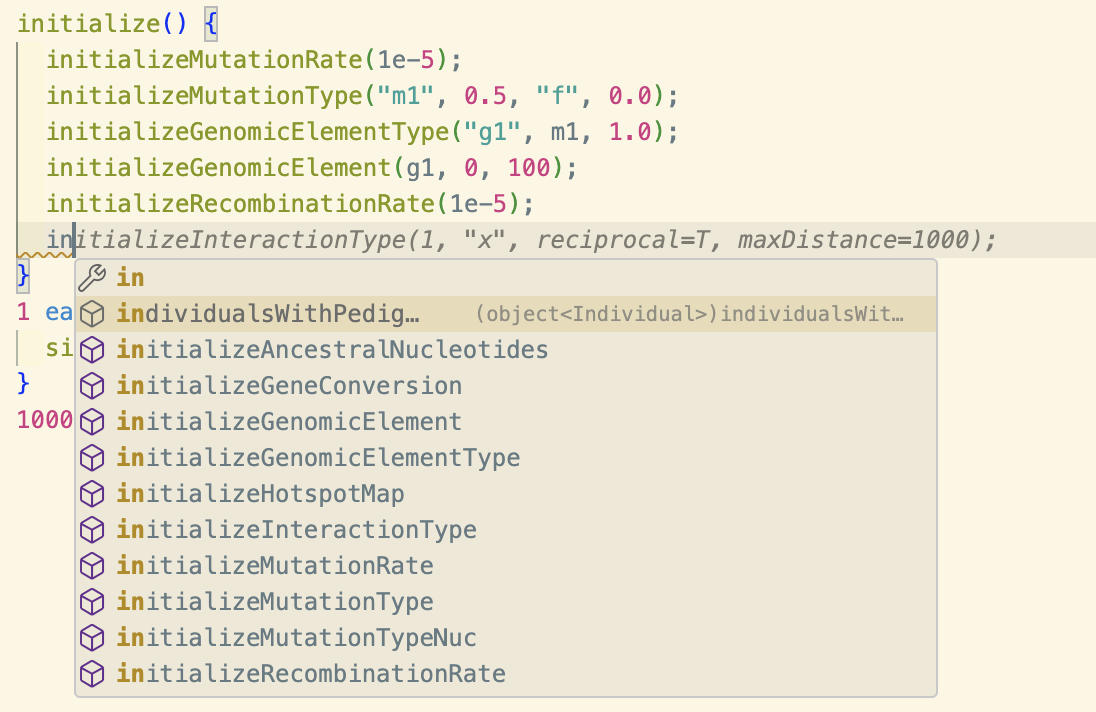 initialize() {
initializeMutationRate(1e-5);
initializeMutationType("m1", 0.5, "f", 0.0);
initializeGenomicElementType("g1", m1, 1.0);
initializeGenomicElement(g1, 0, 100);
initializeRecombinationRate(1e-5);
initializeInteractionType(1, "x", reciprocal=T, maxDistance=1000);
}
in
1 ea
individualsWithPedig… (object<Individual>)individualsWit…
si
initializeAncestralNucleotides
}
initializeGeneConversion
1000
initializeGenomicElement
initializeGenomicElementType
initializeHotspotMap
initializeInteractionType
initializeMutationRate
initializeMutationType
initializeMutationTypeNuc
initializeRecombinationRate